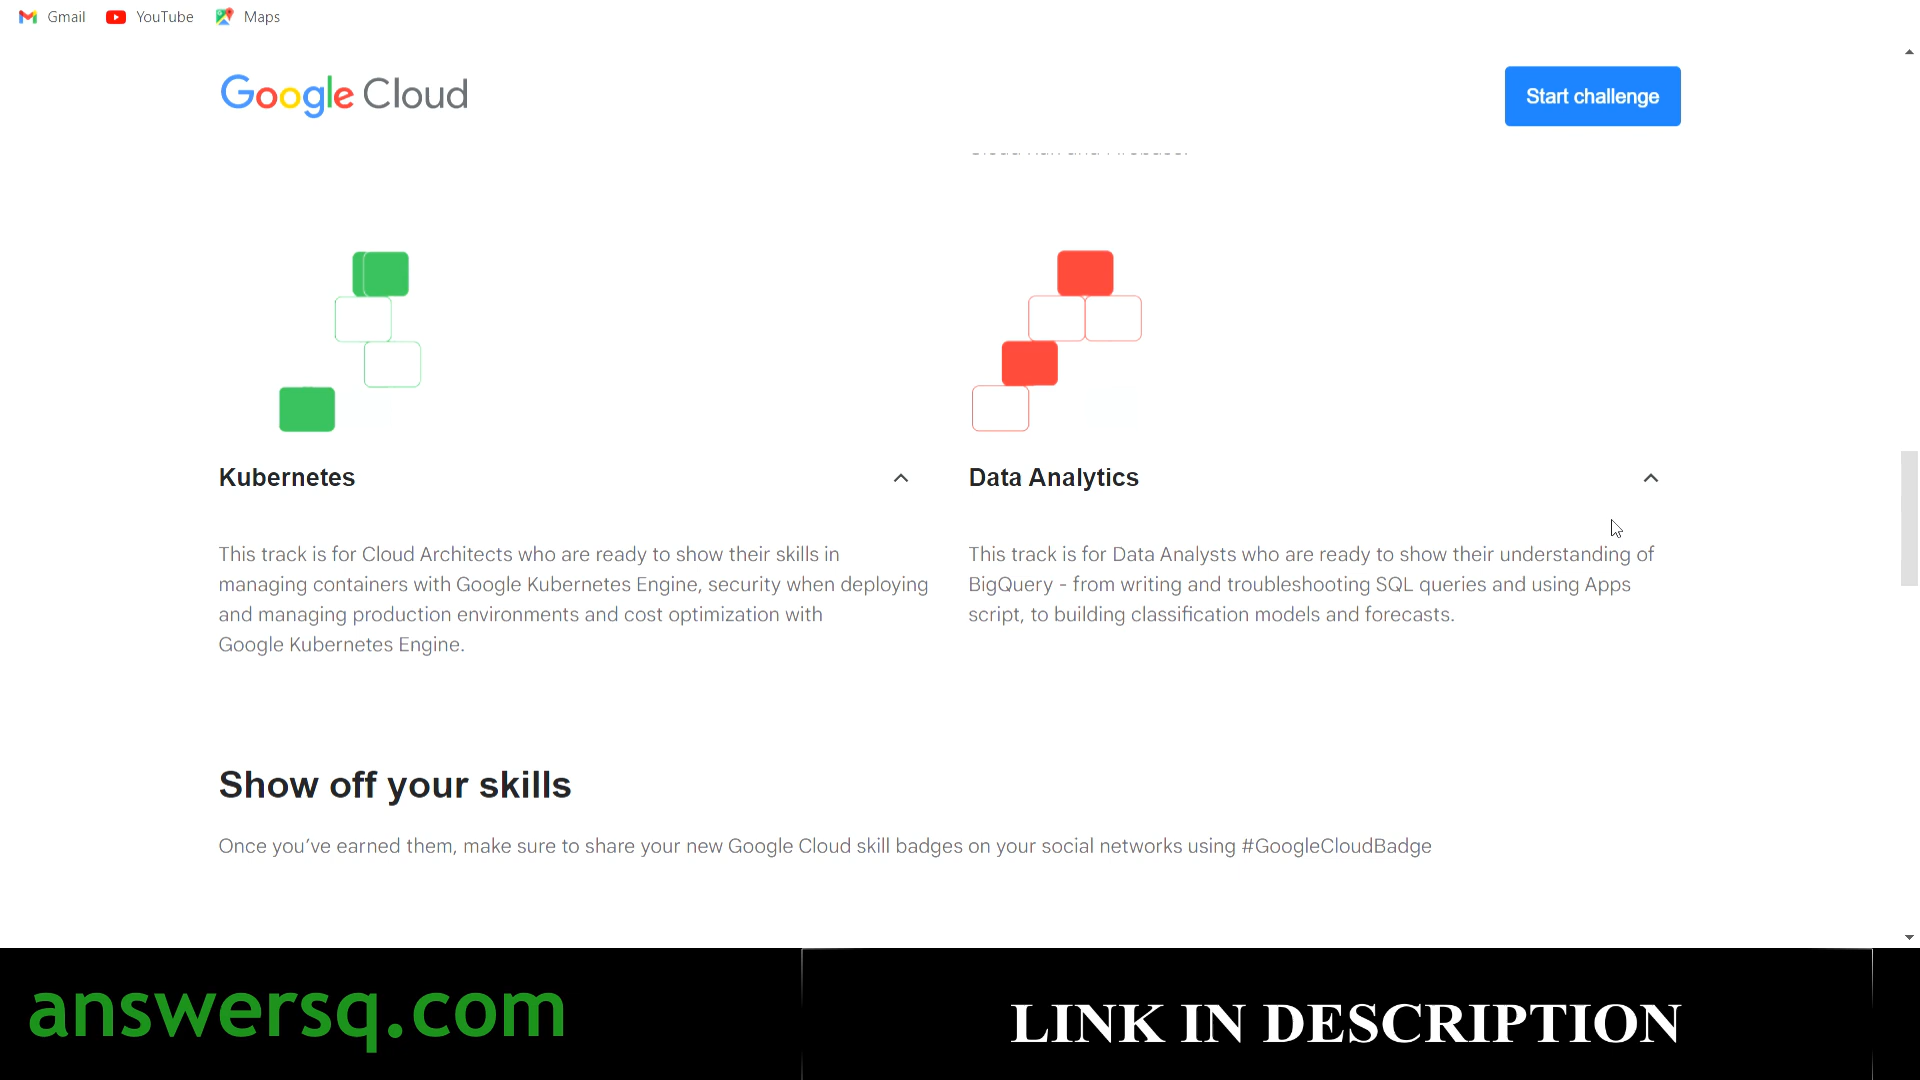 Gmail YouTube Maps
Google Cloud
Start challenge
Kubernetes
This track is for Cloud Architects who are ready to show their skills in
managing containers with Google Kubernetes Engine, security when deploying
and managing production environments and cost optimization with
Google Kubernetes Engine.
Data Analytics
This track is for Data Analysts who are ready to show their understanding of
BigQuery - from writing and troubleshooting SQL queries and using Apps
script, to building classification models and forecasts.
Show off your skills
Once you've earned them, make sure to share your new Google Cloud skill badges on your social networks using #GoogleCloudBadge
answersq.com
LINK IN DESCRIPTION